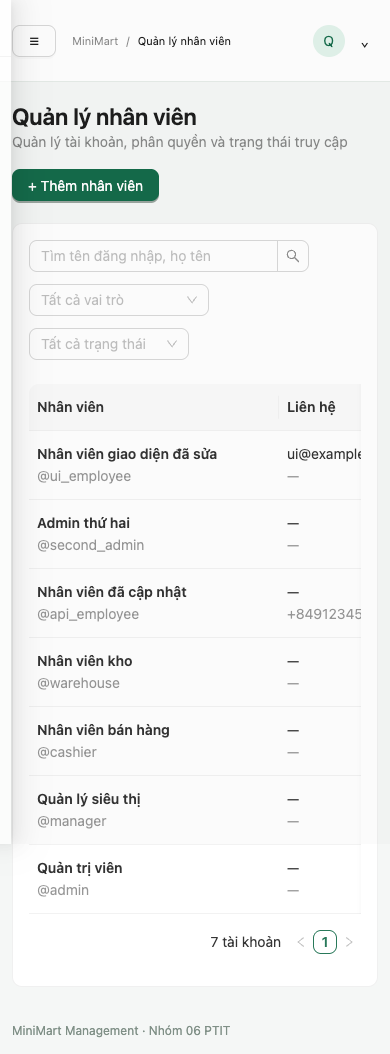 MiniMart / Quản lý nhân viên
Q
Quản lý nhân viên
Quản lý tài khoản, phân quyền và trạng thái truy cập
+ Thêm nhân viên
Tìm tên đăng nhập, họ tên
Tất cả vai trò
Tất cả trạng thái
Nhân viên Liên hệ
Nhân viên giao diện đã sửa ui@example
@ui_employee —
Admin thứ hai —
@second_admin —
Nhân viên đã cập nhật —
@api_employee +84912345
Nhân viên kho —
@warehouse —
Nhân viên bán hàng —
@cashier —
Quản lý siêu thị —
@manager —
Quản trị viên —
@admin —
7 tài khoản < 1 >
MiniMart Management · Nhóm 06 PTIT